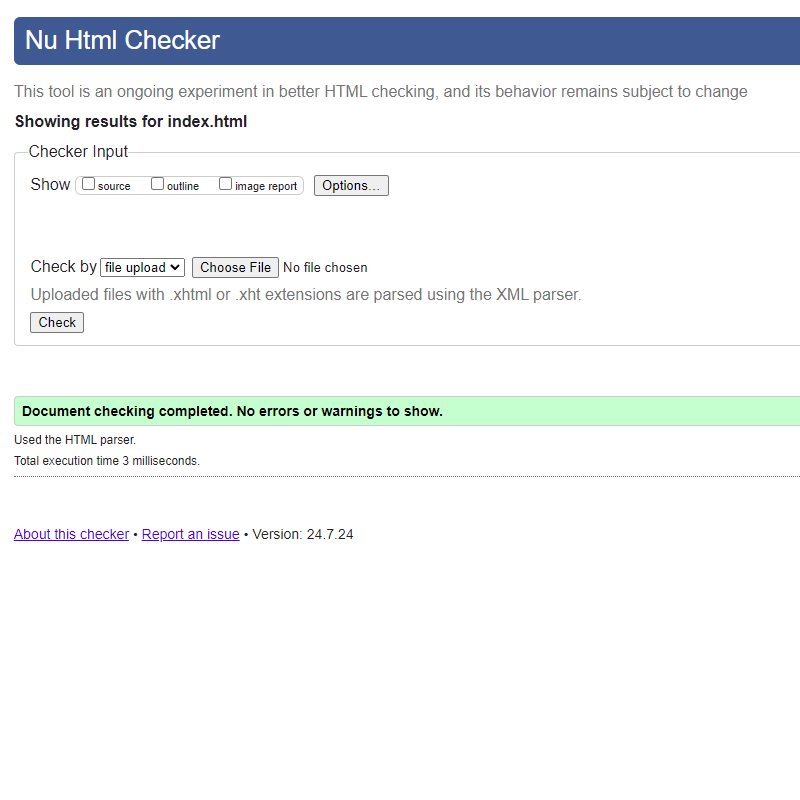 Nu Html Checker
This tool is an ongoing experiment in better HTML checking, and its behavior remains subject to change
Showing results for index.html
Checker Input
Show source outline image report Options...
Check by file upload Choose File No file chosen
Uploaded files with .xhtml or .xht extensions are parsed using the XML parser.
Check
Document checking completed. No errors or warnings to show.
Used the HTML parser.
Total execution time 3 milliseconds.
About this checker • Report an issue • Version: 24.7.24